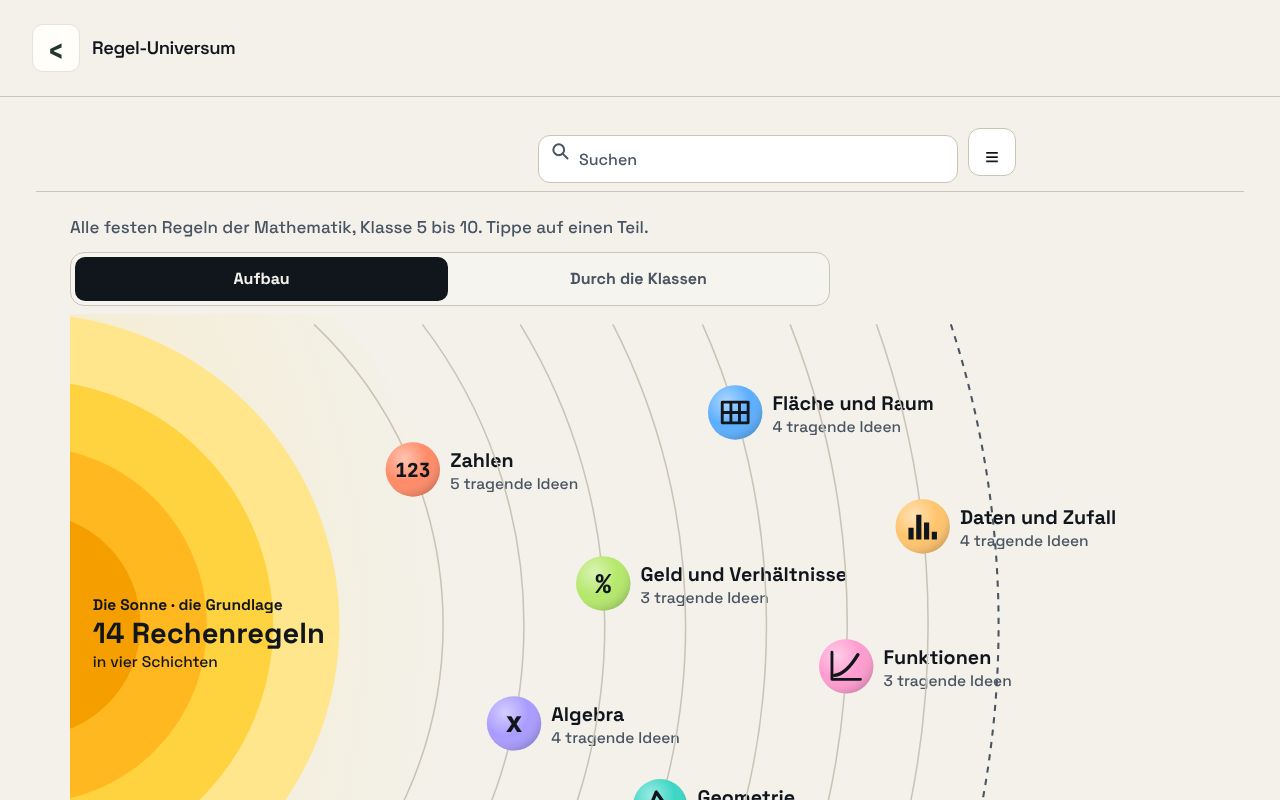 <
Regel-Universum
Suchen
≡
Alle festen Regeln der Mathematik, Klasse 5 bis 10. Tippe auf einen Teil.
Aufbau
Durch die Klassen
Fläche und Raum
4 tragende Ideen
123
Zahlen
5 tragende Ideen
Daten und Zufall
4 tragende Ideen
%
Geld und Verhältnisse
3 tragende Ideen
Die Sonne · die Grundlage
14 Rechenregeln
in vier Schichten
Funktionen
3 tragende Ideen
x
Algebra
4 tragende Ideen
Geometrie